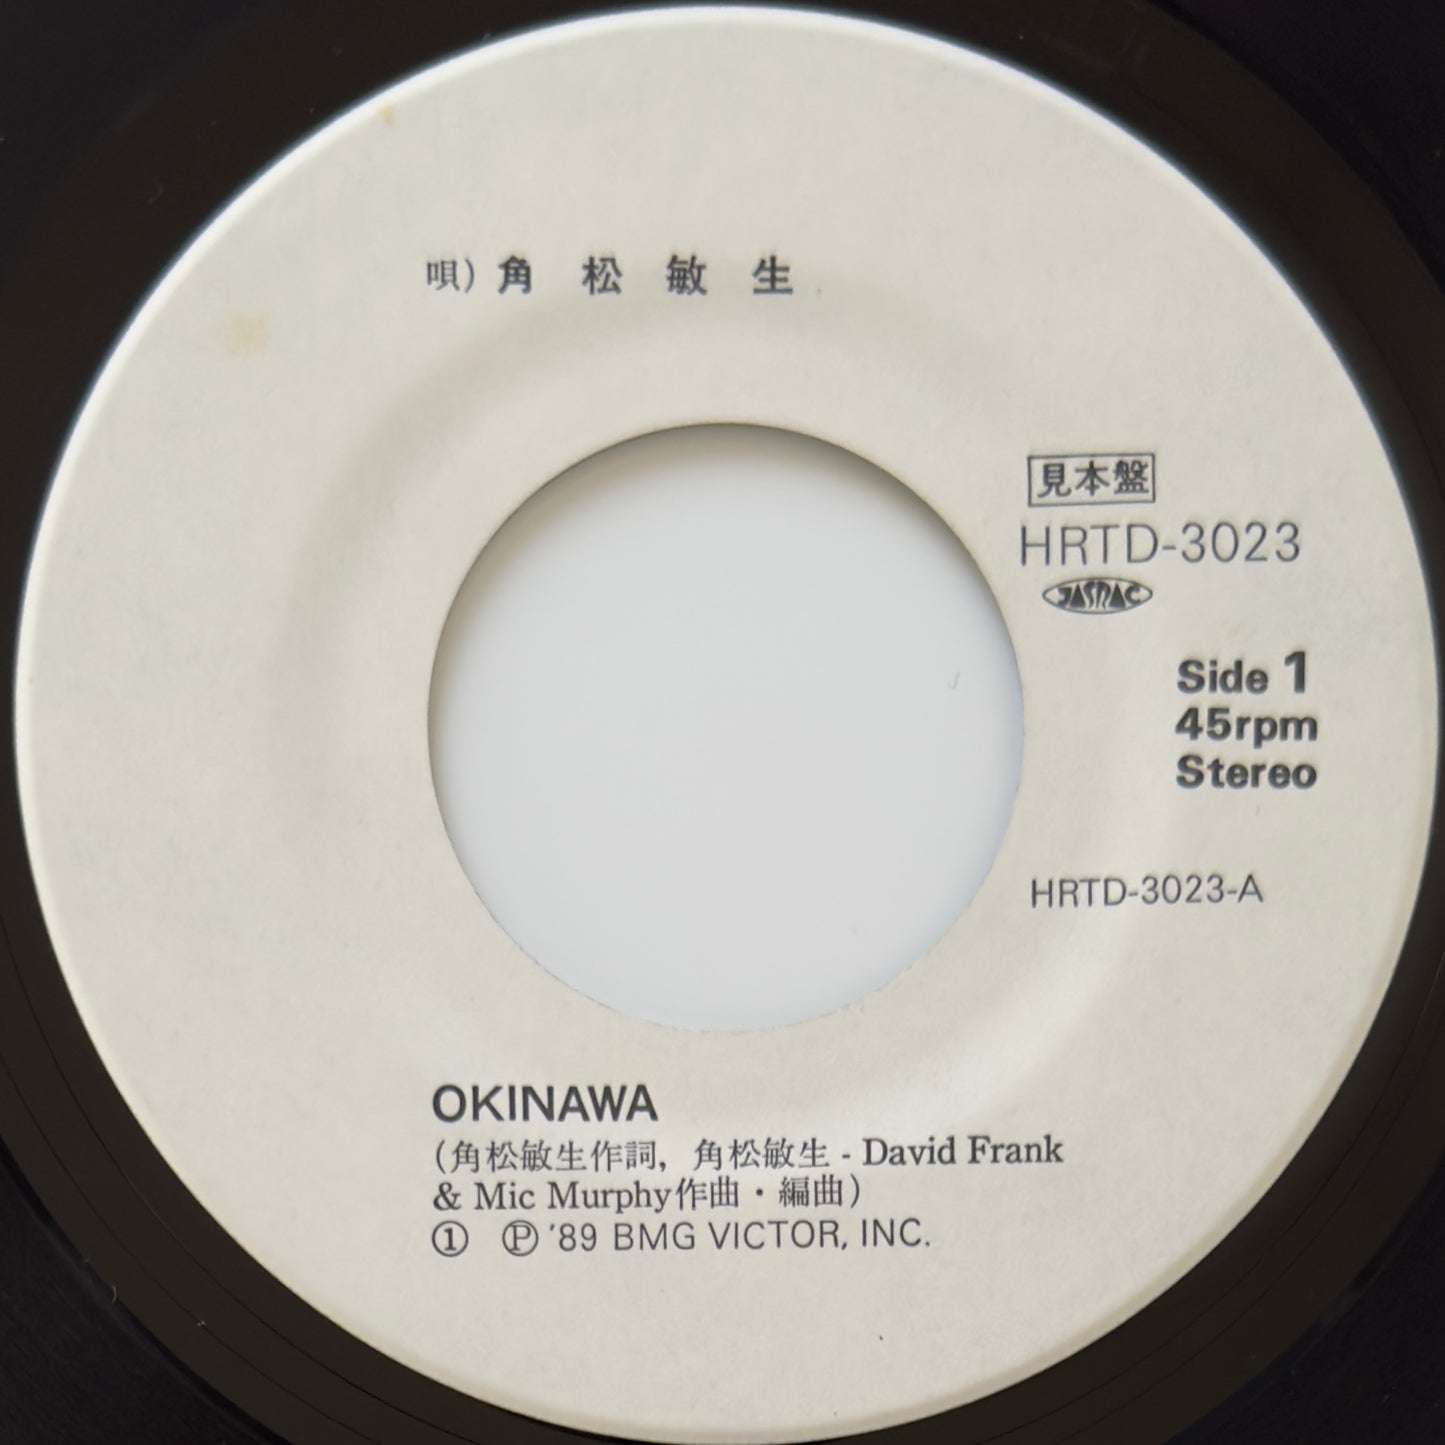 唄) 角松敏生
見本盤
HRTD-3023
JASRAC
Side 1
45rpm
Stereo
HRTD-3023-A
OKINAWA
(角松敏生作詞, 角松敏生 - David Frank
& Mic Murphy作曲・編曲)
① Ⓟ '89 BMG VICTOR, INC.